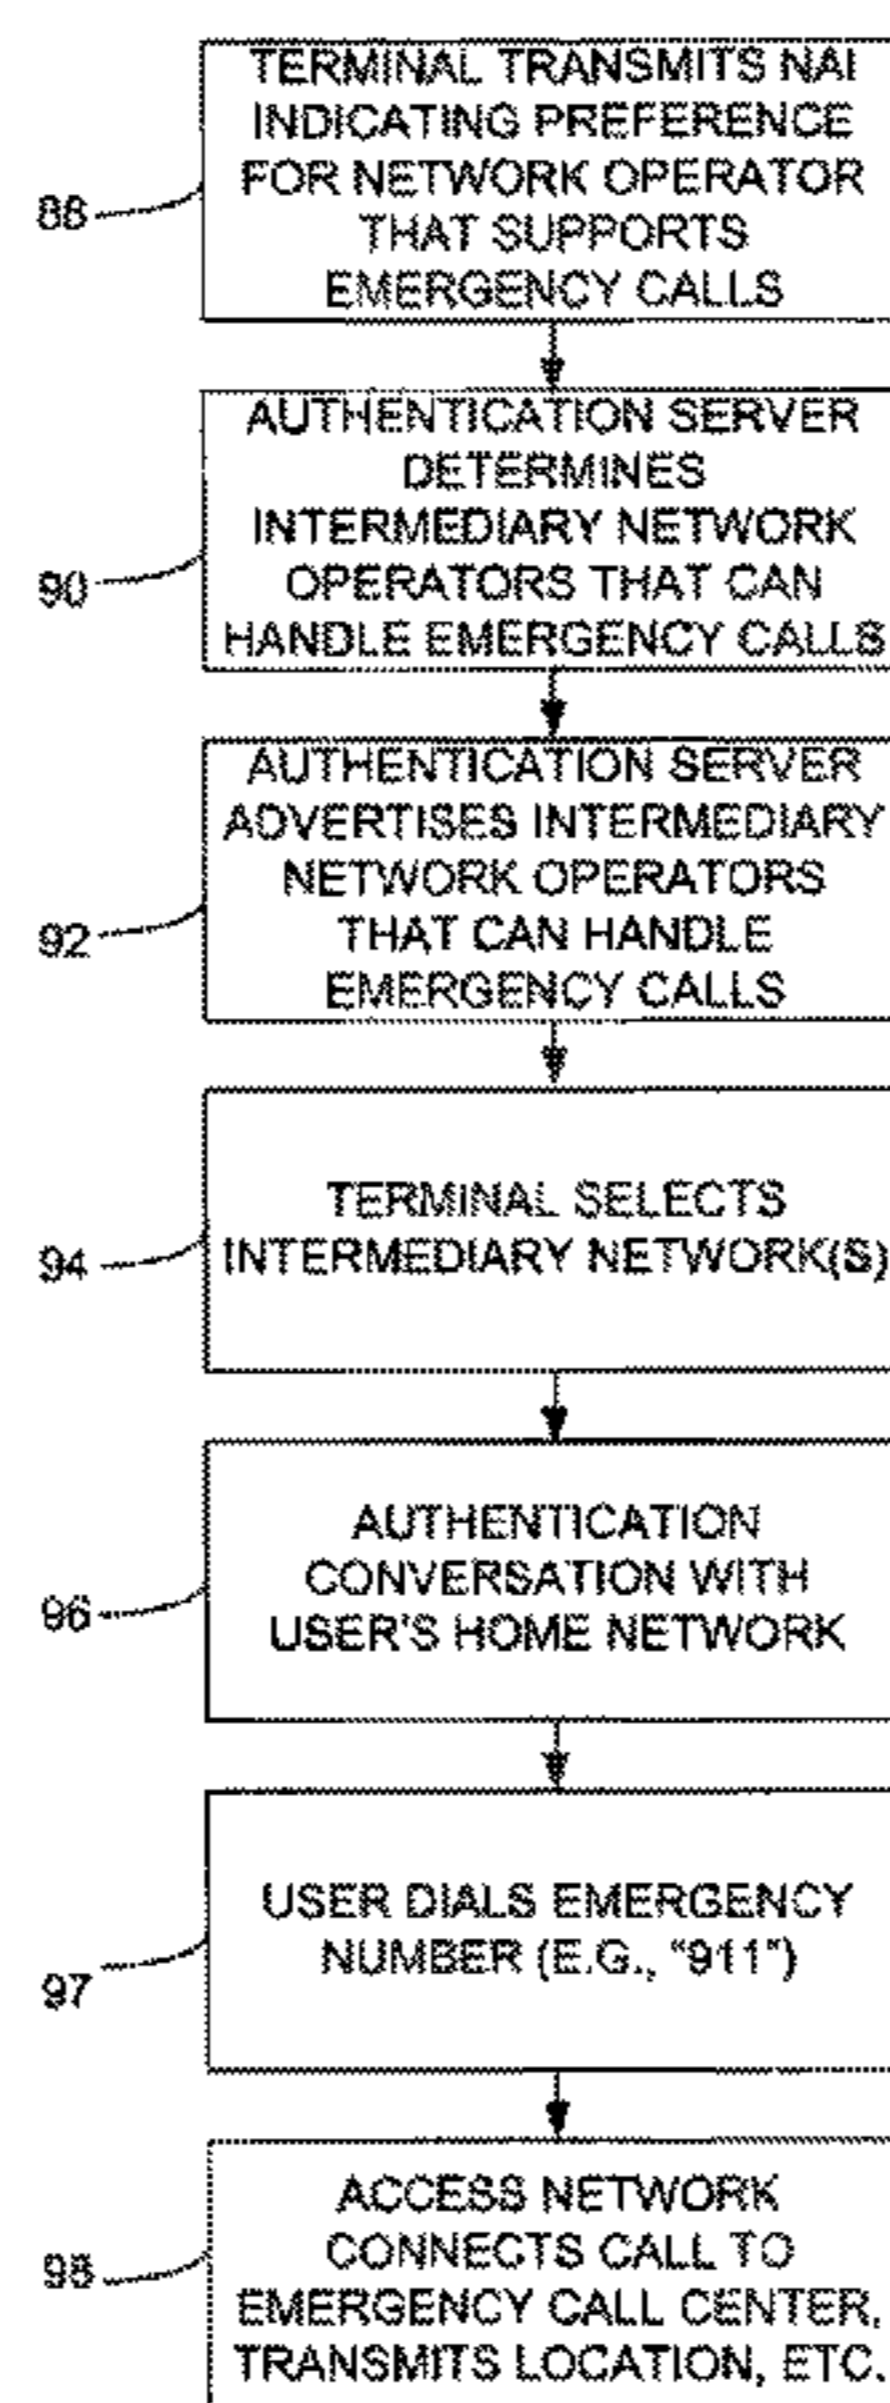 TERMINAL TRANSMITS NAI
INDICATING PREFERENCE
FOR NETWORK OPERATOR
THAT SUPPORTS
EMERGENCY CALLS
88
AUTHENTICATION SERVER
DETERMINES
INTERMEDIARY NETWORK
OPERATORS THAT CAN
HANDLE EMERGENCY CALLS
90
AUTHENTICATION SERVER
ADVERTISES INTERMEDIARY
NETWORK OPERATORS
THAT CAN HANDLE
EMERGENCY CALLS
92
TERMINAL SELECTS
INTERMEDIARY NETWORK(S)
94
AUTHENTICATION
CONVERSATION WITH
USER'S HOME NETWORK
96
USER DIALS EMERGENCY
NUMBER (E.G., "911")
97
ACCESS NETWORK
CONNECTS CALL TO
EMERGENCY CALL CENTER,
TRANSMITS LOCATION, ETC.
98